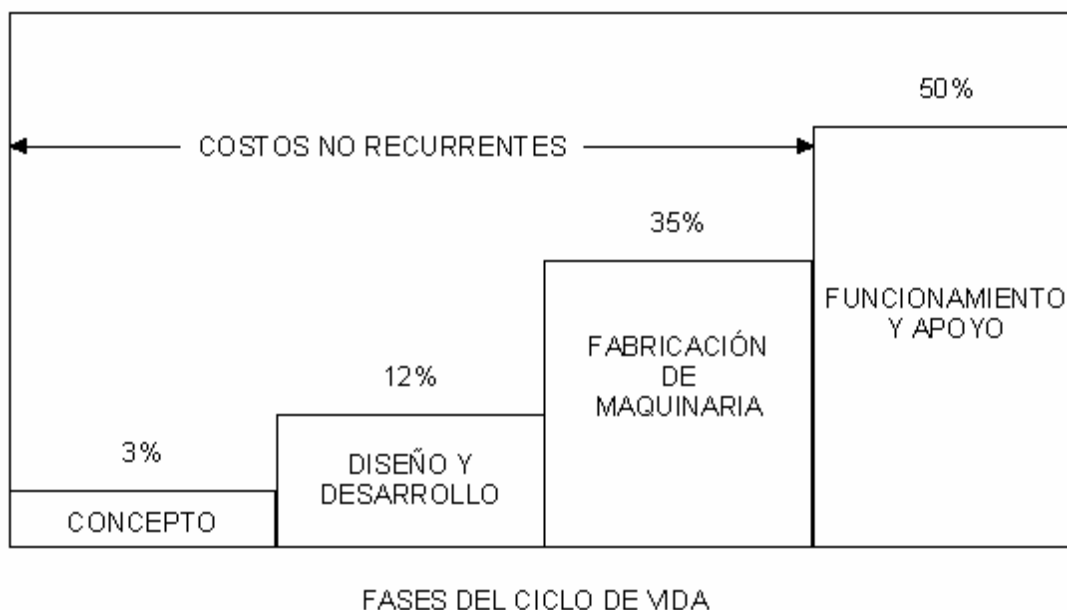 50%
COSTOS NO RECURRENTES
35%
FUNCIONAMIENTO
Y APOYO
FABRICACIÓN
DE
MAQUINARIA
12%
3%
DISEÑO Y
DESARROLLO
CONCEPTO
FASES DEL CICLO DE VIDA